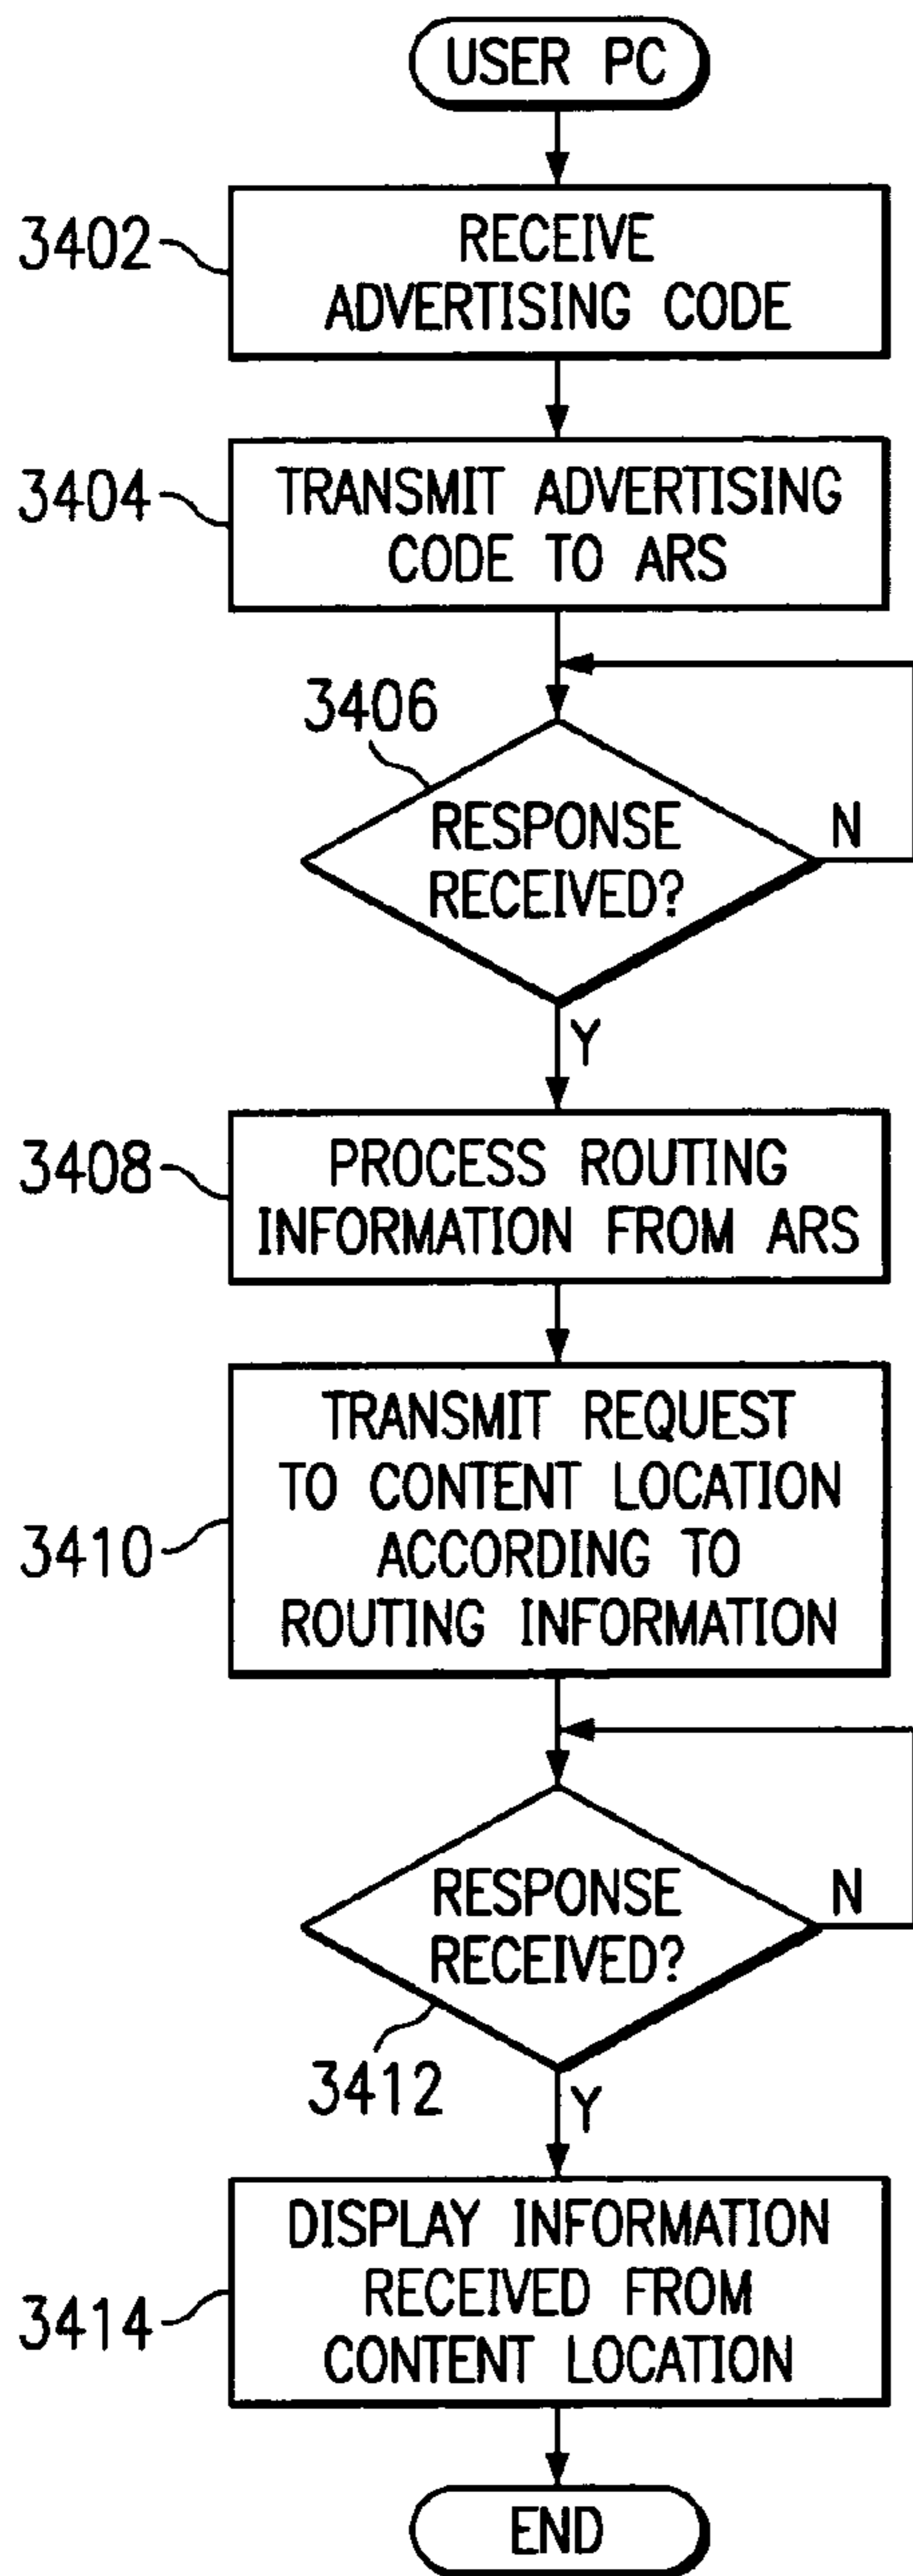 USER PC
3402
RECEIVE
ADVERTISING CODE
3404
TRANSMIT ADVERTISING
CODE TO ARS
3406
RESPONSE
RECEIVED?
N
Y
3408
PROCESS ROUTING
INFORMATION FROM ARS
3410
TRANSMIT REQUEST
TO CONTENT LOCATION
ACCORDING TO
ROUTING INFORMATION
RESPONSE
RECEIVED?
N
3412
Y
3414
DISPLAY INFORMATION
RECEIVED FROM
CONTENT LOCATION
END